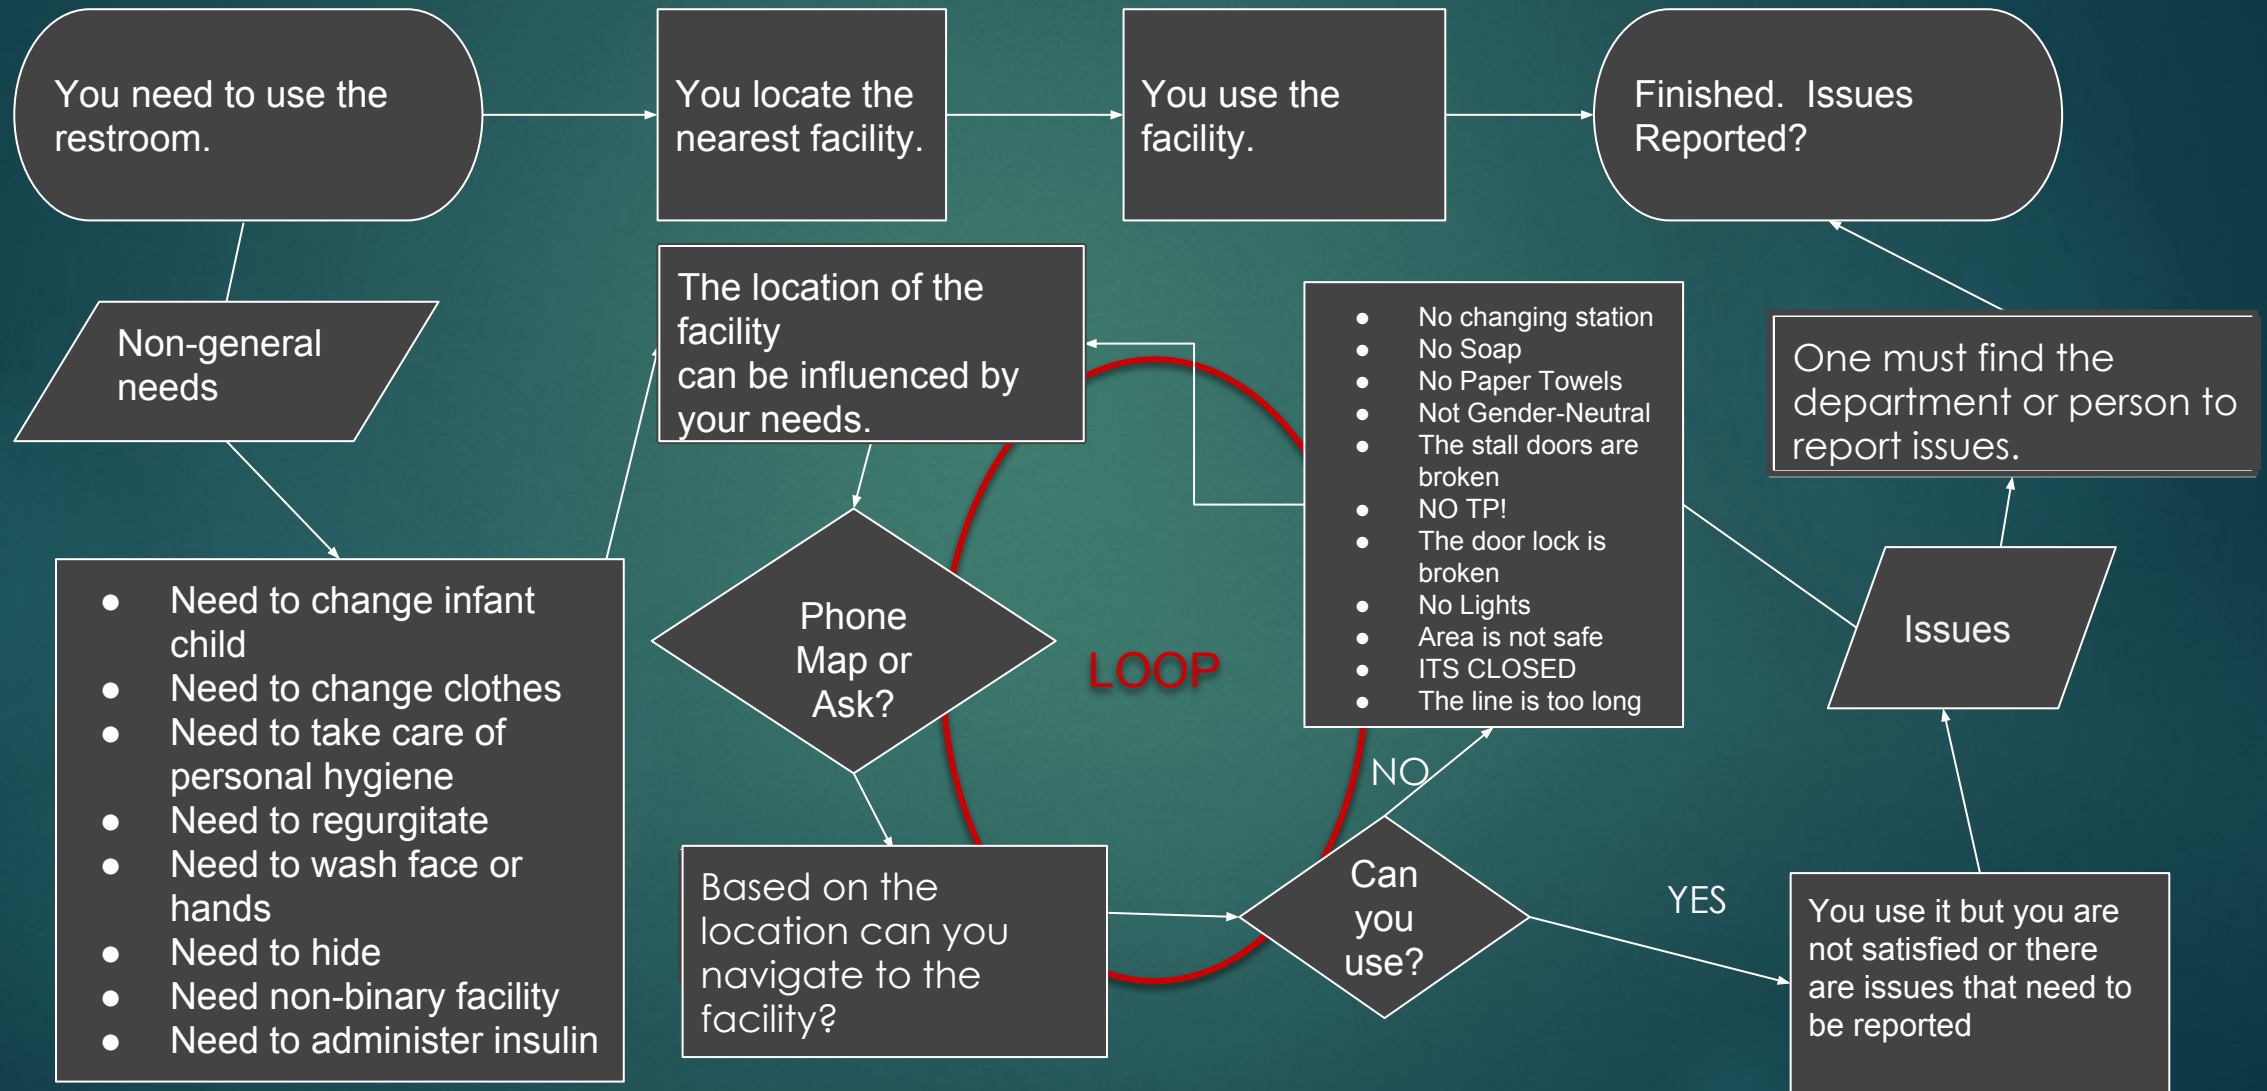 You need to use the
restroom.
You locate the
nearest facility.
You use the
facility.
Finished.  Issues
Reported?
Non-general
needs
● Need to change infant
child
● Need to change clothes
● Need to take care of
personal hygiene
● Need to regurgitate
● Need to wash face or
hands
● Need to hide
● Need non-binary facility
● Need to administer insulin
The location of the
facility
can be influenced by
your needs.
Phone
Map or
Ask?
Based on the
location can you
navigate to the
facility?
LOOP
Can
you
use?
NO
● No changing station
● No Soap
● No Paper Towels
● Not Gender-Neutral
● The stall doors are
broken
● NO TP!
● The door lock is
broken
● No Lights
● Area is not safe
● ITS CLOSED
● The line is too long
YES
You use it but you are
not satisfied or there
are issues that need to
be reported
Issues
One must find the
department or person to
report issues.